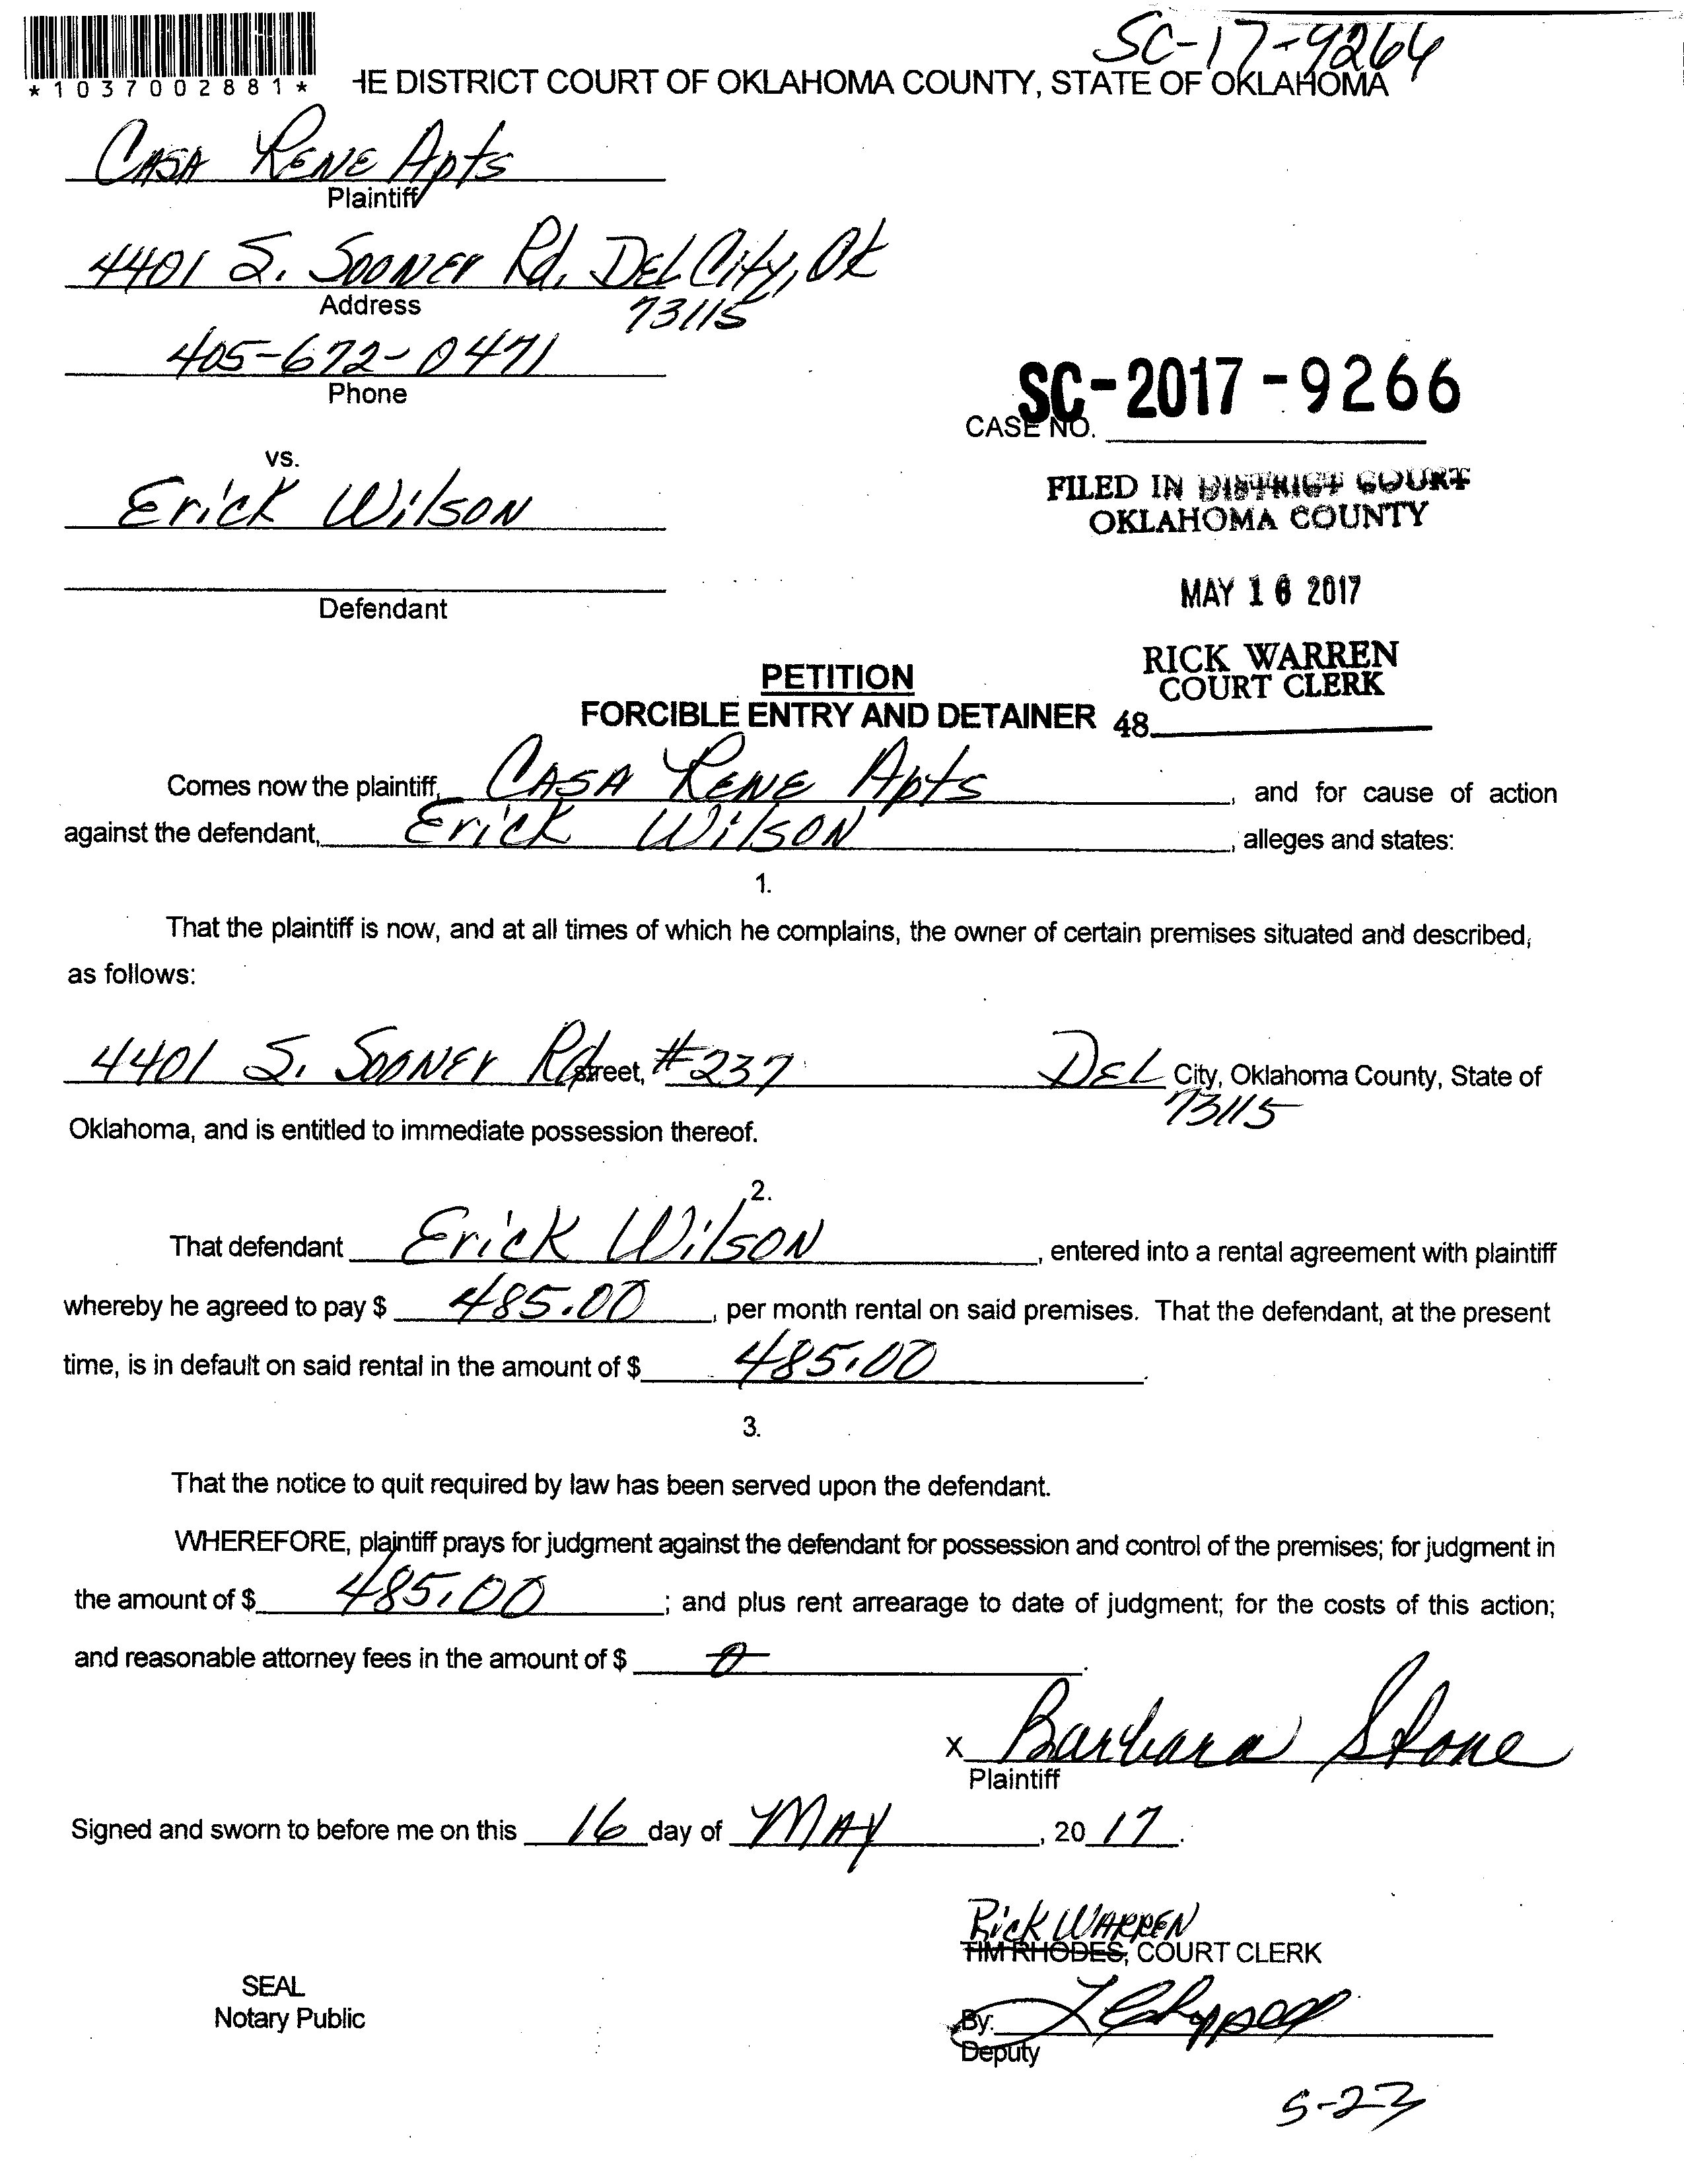 SC-17-9266
*1037002881*
HE DISTRICT COURT OF OKLAHOMA COUNTY, STATE OF OKLAHOMA
CASA RENE Apts
Plaintiff
4401 S. SOONER Rd, DEL City, OK
Address
73115
405-672-0471
Phone
SC-2017-9266
CASE NO.
vs.
Erick Wilson
FILED IN DISTRICT COURT
OKLAHOMA COUNTY
Defendant
MAY 16 2017
RICK WARREN
COURT CLERK
48
PETITION
FORCIBLE ENTRY AND DETAINER
Comes now the plaintiff, CASA RENE Apts, and for cause of action
against the defendant, Erick Wilson, alleges and states:
1.
That the plaintiff is now, and at all times of which he complains, the owner of certain premises situated and described,
as follows:
4401 S. SOONER Rd street, #237 DEL City, Oklahoma County, State of
73115
Oklahoma, and is entitled to immediate possession thereof.
2.
That defendant Erick Wilson, entered into a rental agreement with plaintiff
whereby he agreed to pay $ 485.00, per month rental on said premises. That the defendant, at the present
time, is in default on said rental in the amount of $ 485.00.
3.
That the notice to quit required by law has been served upon the defendant.
WHEREFORE, plaintiff prays for judgment against the defendant for possession and control of the premises; for judgment in
the amount of $ 485.00; and plus rent arrearage to date of judgment; for the costs of this action;
and reasonable attorney fees in the amount of $ 0.
X Barbara Stone
Plaintiff
Signed and sworn to before me on this 16 day of MAY, 2017.
Rick WARREN
TIM RHODES, COURT CLERK
SEAL
Notary Public
By:
Deputy
5-23